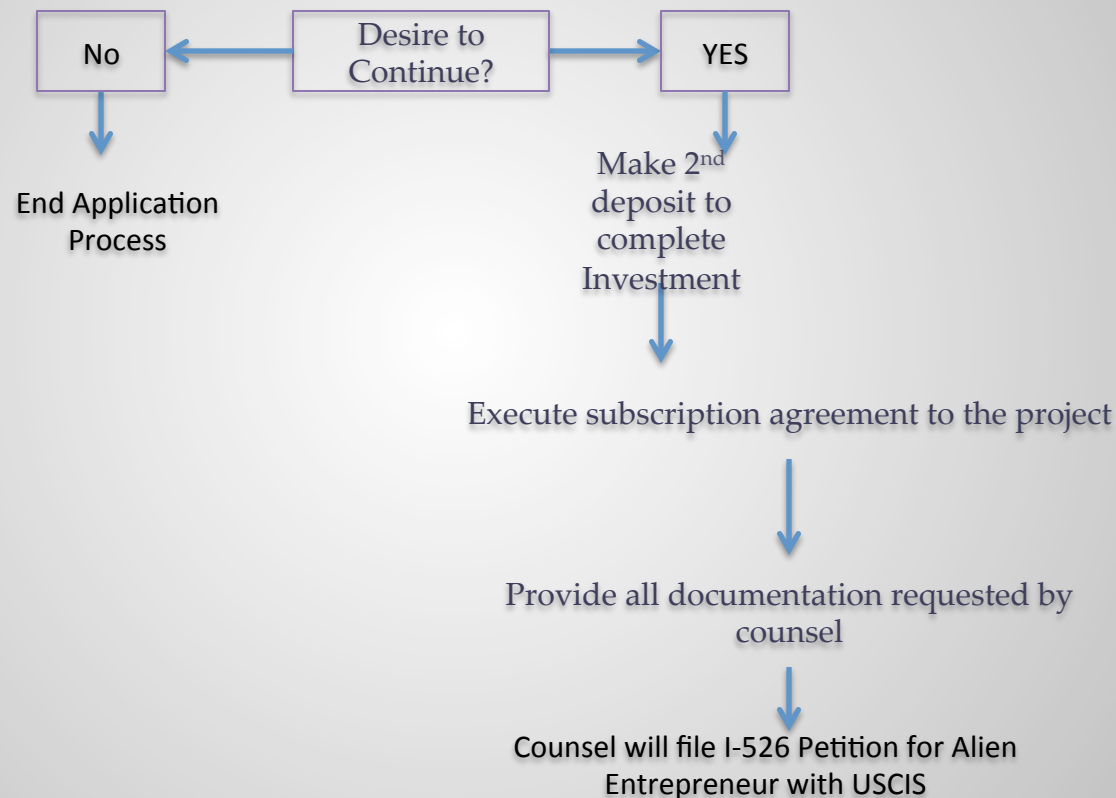 No
Desire to
Continue?
YES
End Application
Process
Make 2nd
deposit to
complete
Investment
Execute subscription agreement to the project
Provide all documentation requested by
counsel
Counsel will file I-526 Petition for Alien
Entrepreneur with USCIS